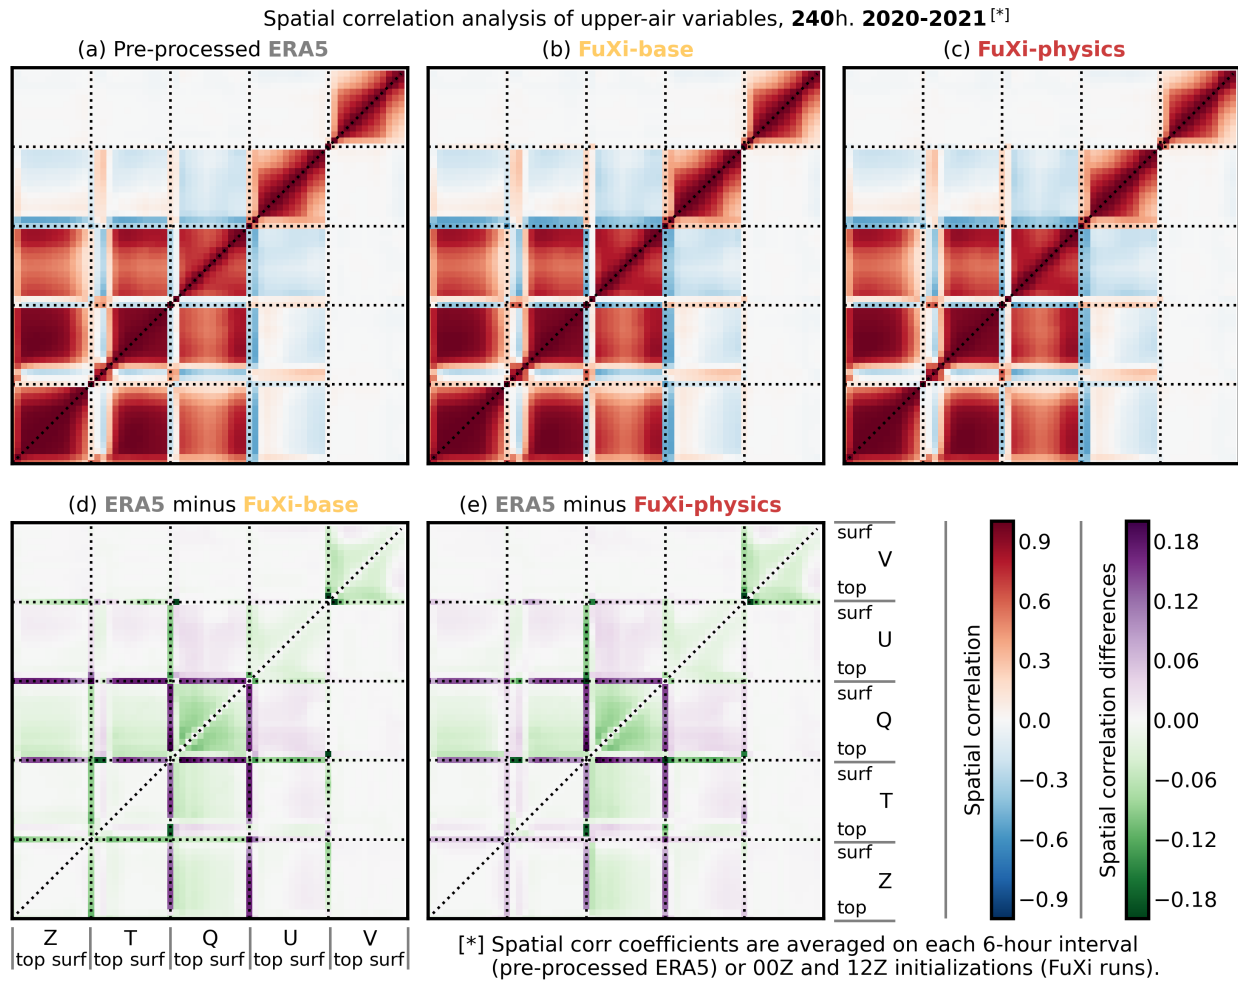 Spatial correlation analysis of upper-air variables, 240h. 2020-2021 [*]
(a) Pre-processed ERA5
(b) FuXi-base
(c) FuXi-physics
(d) ERA5 minus FuXi-base
(e) ERA5 minus FuXi-physics
surf
V
top
surf
U
top
surf
Q
top
surf
T
top
surf
Z
top
Spatial correlation
0.9
0.6
0.3
0.0
−0.3
−0.6
−0.9
Spatial correlation differences
0.18
0.12
0.06
0.00
−0.06
−0.12
−0.18
Z T Q U V
top surf top surf top surf top surf top surf
[*] Spatial corr coefficients are averaged on each 6-hour interval
(pre-processed ERA5) or 00Z and 12Z initializations (FuXi runs).